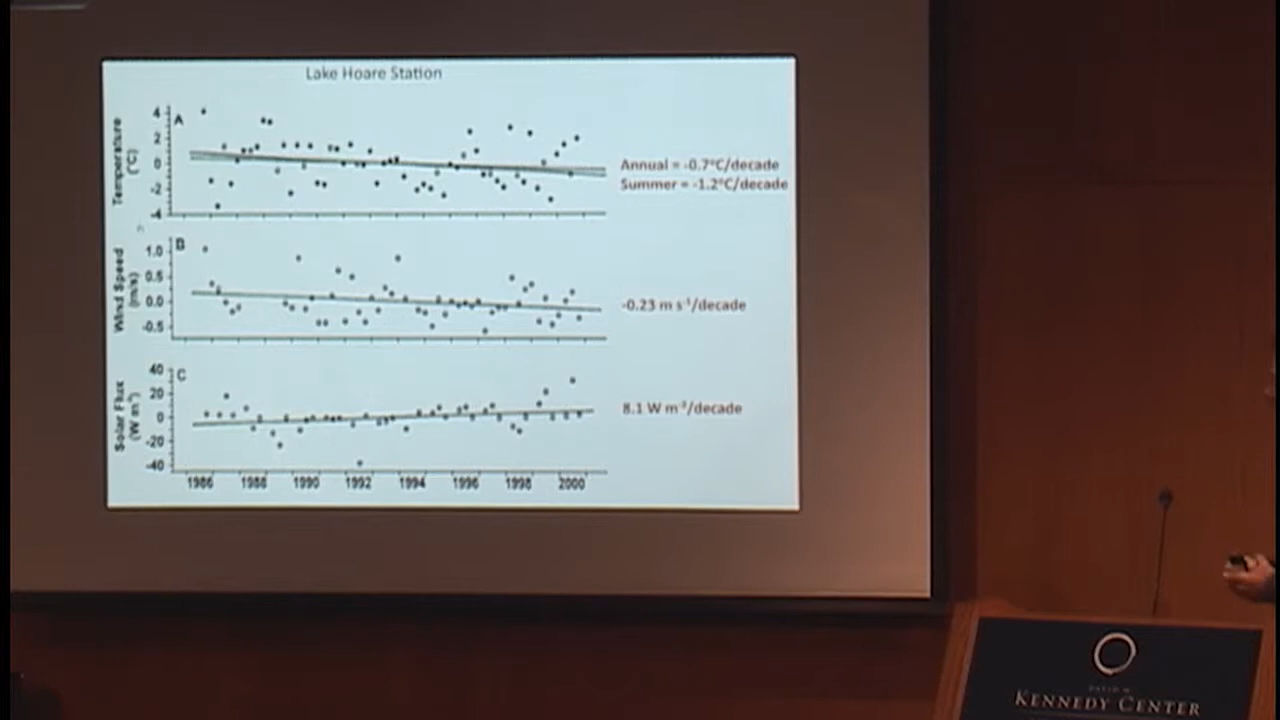 Lake Hoare Station
A
Temperature
(°C)
4
2
0
-2
-4
Annual = -0.7°C/decade
Summer = -1.2°C/decade
B
Wind Speed
(m/s)
1.0
0.5
0.0
-0.5
-0.23 m s⁻¹/decade
C
Solar Flux
(W m⁻²)
40
20
0
-20
-40
8.1 W m⁻²/decade
1986 1988 1990 1992 1994 1996 1998 2000
KENNEDY CENTER